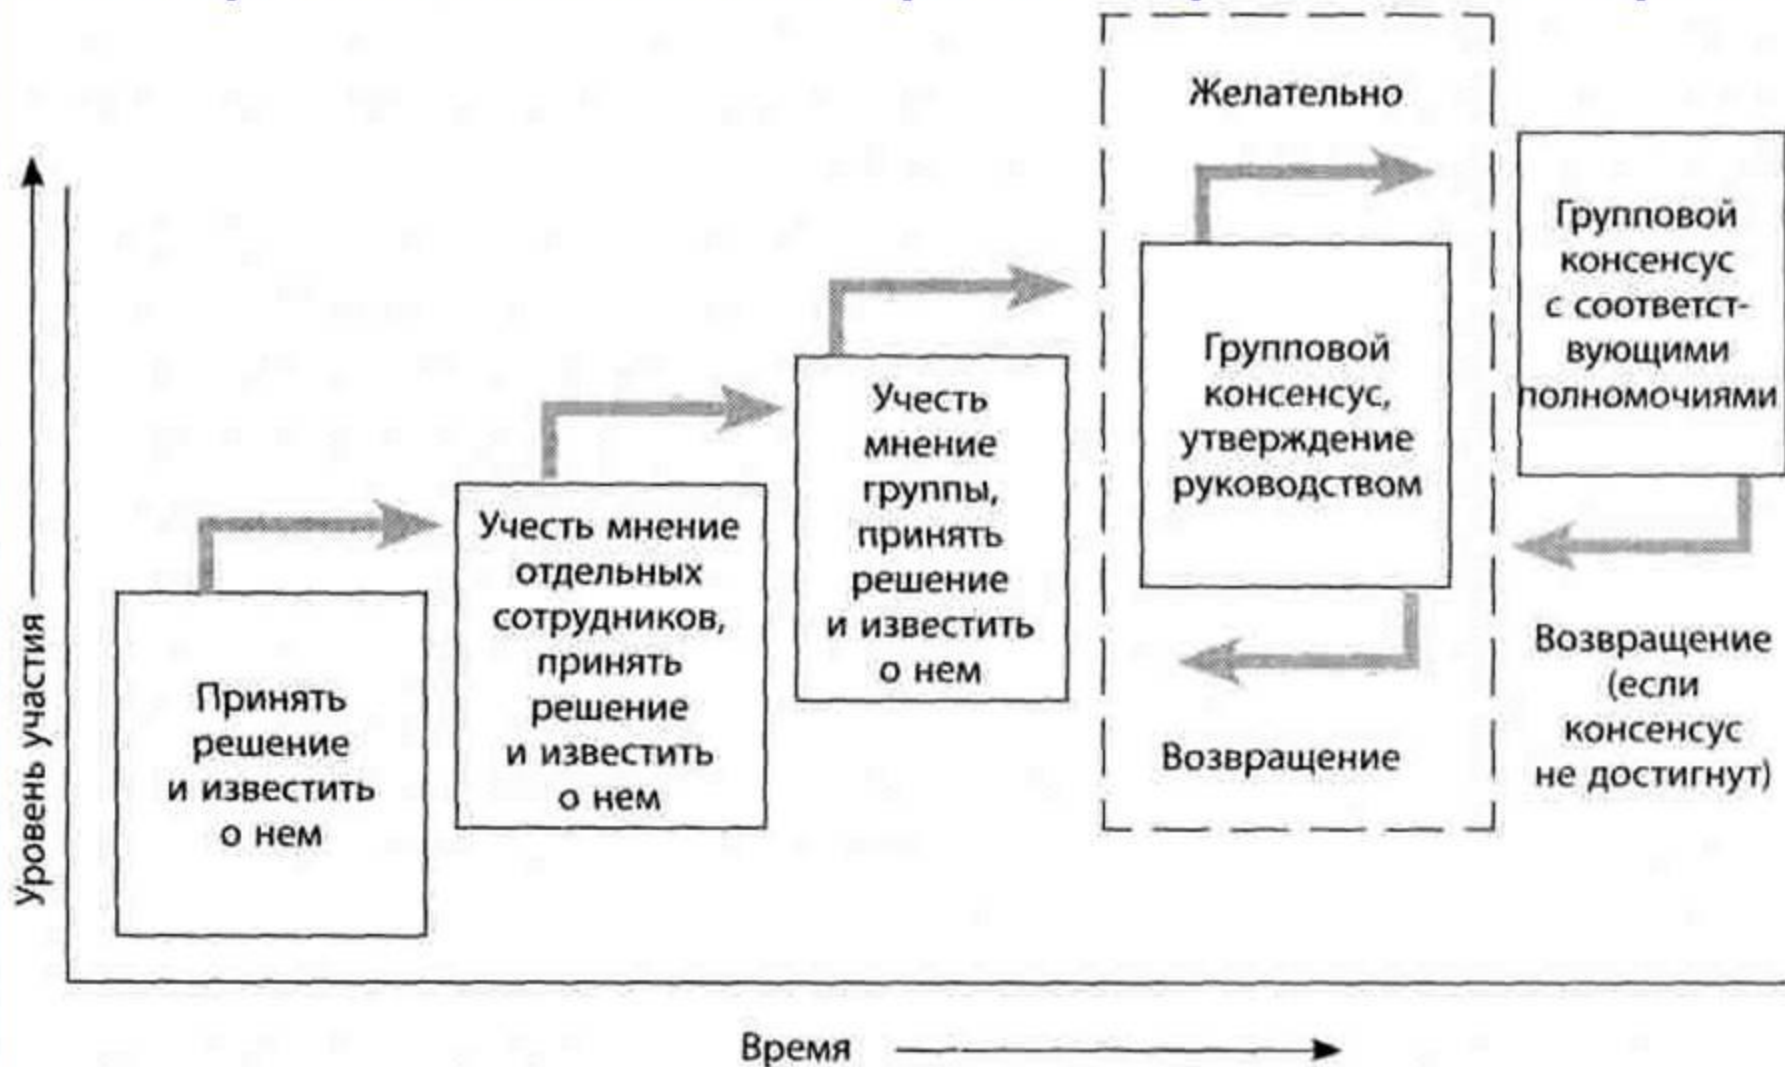 Желательно
Групповой
консенсус
с соответст-
вующими
полномочиями
Групповой
консенсус,
утверждение
руководством
Учесть
мнение
группы,
принять
решение
и известить
о нем
Учесть мнение
отдельных
сотрудников,
принять
решение
и известить
о нем
Принять
решение
и известить
о нем
Возвращение
Возвращение
(если
консенсус
не достигнут)
Уровень участия
Время